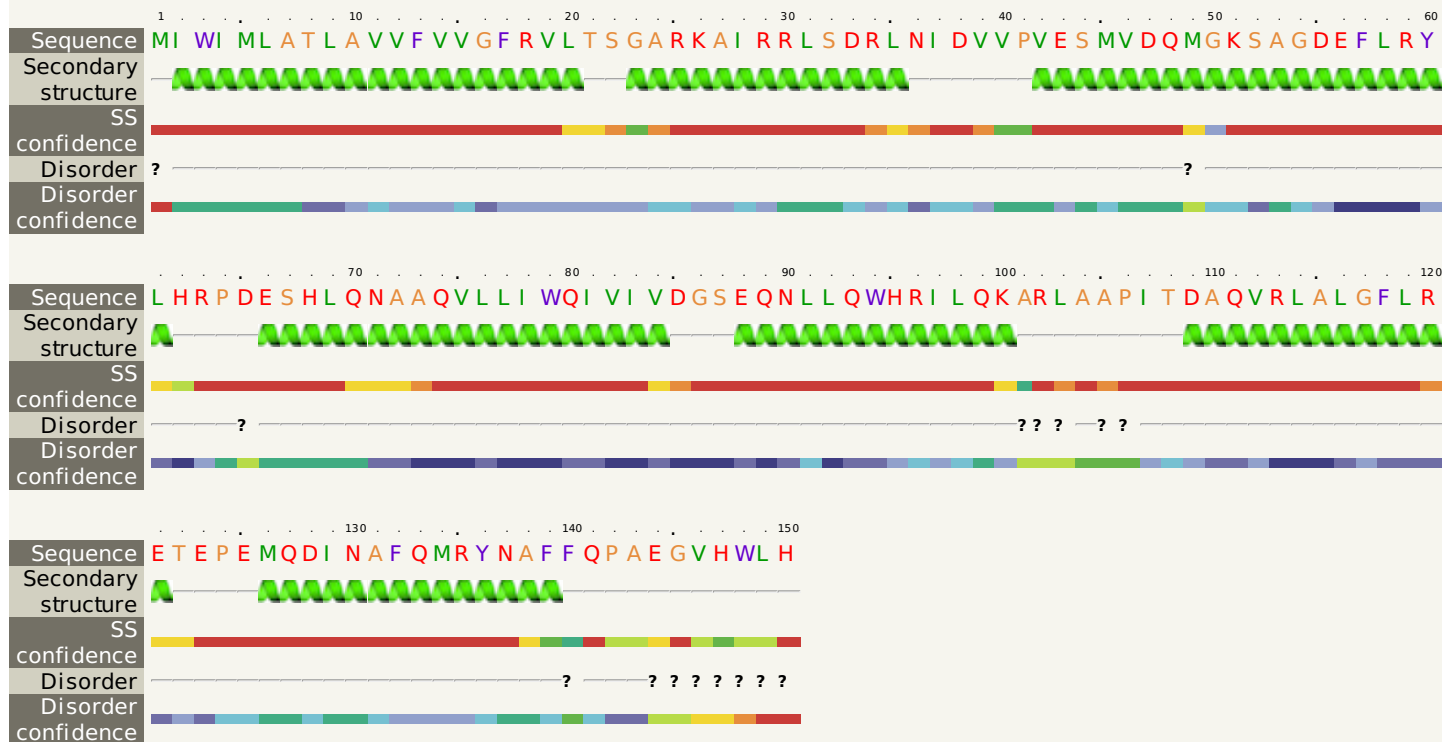 1 10 20 30 40 50 60
Sequence MIWIMLATLAVVFVVGFRVLTSGARKAIRRLSDRLNIDVVPVESMVDQMGKSAGDEFLRY
Secondary
structure
SS
confidence
Disorder ? ?
Disorder
confidence
70 80 90 100 110 120
Sequence LHRPDESHLQNAAQVLLIWQIVIVDGSEQNLLQWHRILQKARLAAPITDAQVRLALGFLR
Secondary
structure
SS
confidence
Disorder ? ? ? ? ? ?
Disorder
confidence
130 140 150
Sequence ETEPEMQDINAFQMRYNAFFQPAEGVHWLH
Secondary
structure
SS
confidence
Disorder ? ? ? ? ? ? ? ?
Disorder
confidence